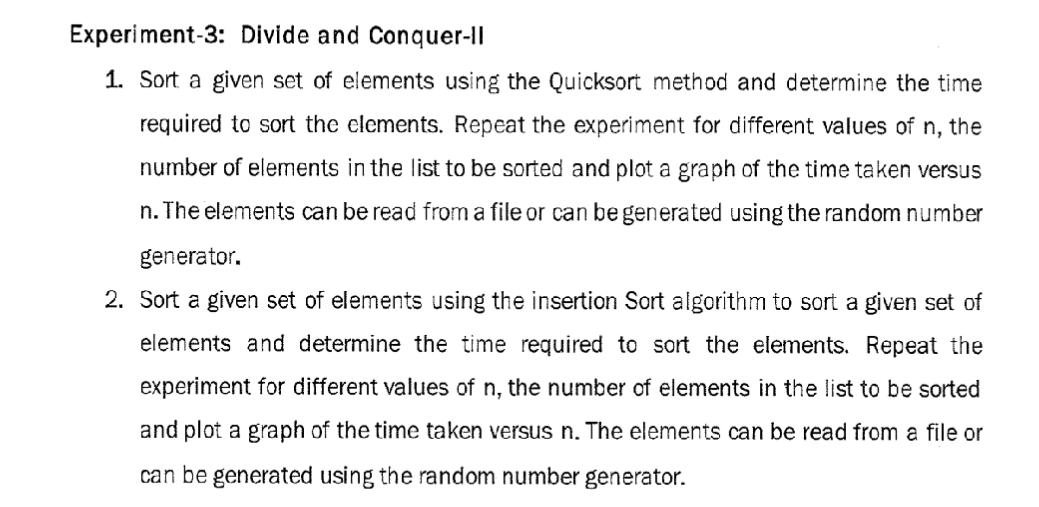 Experiment-3: Divide and Conquer-II
1. Sort a given set of elements using the Quicksort method and determine the time
required to sort the elements. Repeat the experiment for different values of n, the
number of elements in the list to be sorted and plot a graph of the time taken versus
n. The elements can be read from a file or can be generated using the random number
generator.
2. Sort a given set of elements using the insertion Sort algorithm to sort a given set of
elements and determine the time required to sort the elements. Repeat the
experiment for different values of n, the number of elements in the list to be sorted
and plot a graph of the time taken versus n. The elements can be read from a file or
can be generated using the random number generator.